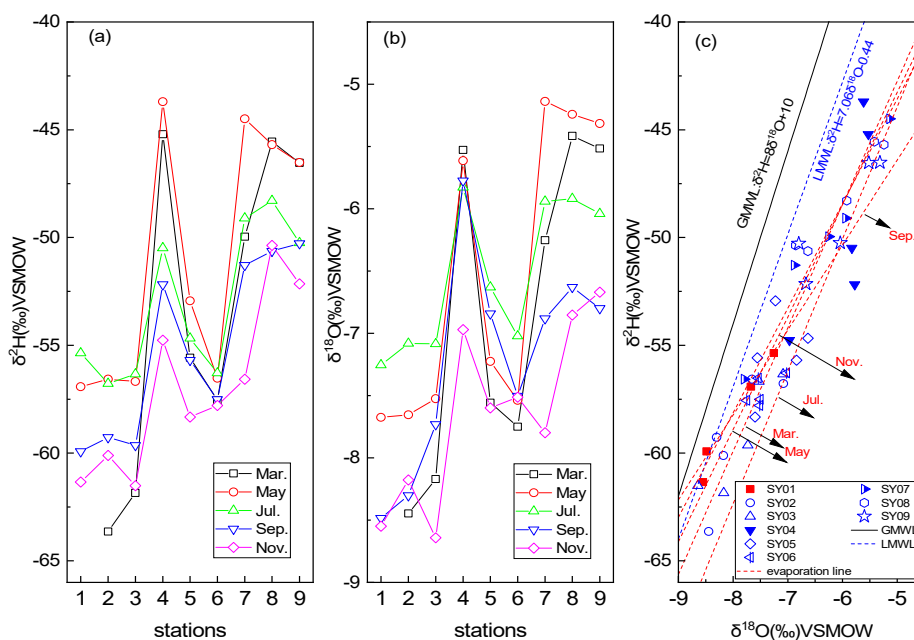 (a)
-40
-45
-50
-55
-60
-65
δ²H(‰)VSMOW
1 2 3 4 5 6 7 8 9
stations
Mar.
May
Jul.
Sep.
Nov.
(b)
-5
-6
-7
-8
-9
δ¹⁸O(‰)VSMOW
1 2 3 4 5 6 7 8 9
stations
Mar.
May
Jul.
Sep.
Nov.
(c)
-40
-45
-50
-55
-60
-65
δ²H(‰)VSMOW
GMWL:δ²H=8δ¹⁸O+10
LMWL:δ²H=7.06δ¹⁸O-0.44
Sep.
Nov.
Jul.
Mar.
May
SY01 SY07
SY02 SY08
SY03 SY09
SY04 GMWL
SY05 LMWL
SY06
evaporation line
-9 -8 -7 -6 -5
δ¹⁸O(‰)VSMOW